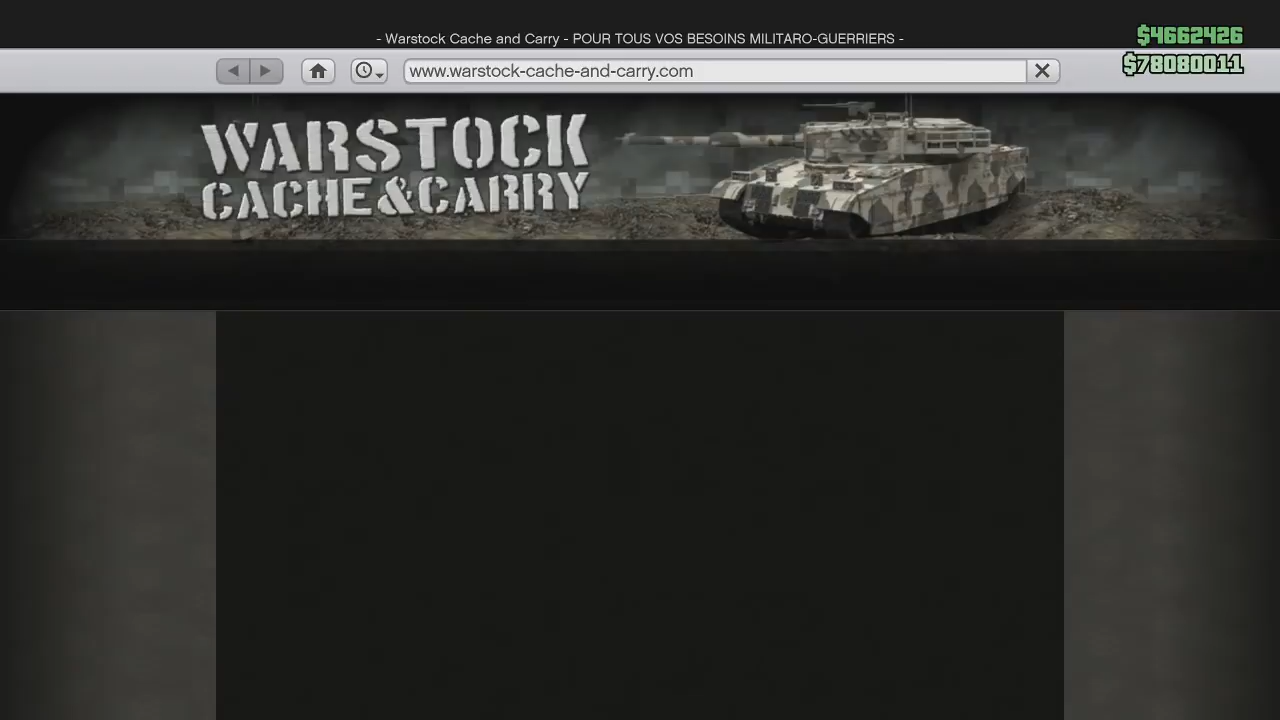 - Warstock Cache and Carry - POUR TOUS VOS BESOINS MILITARO-GUERRIERS -
$4662426
www.warstock-cache-and-carry.com
$78080011
WARSTOCK
CACHE&CARRY